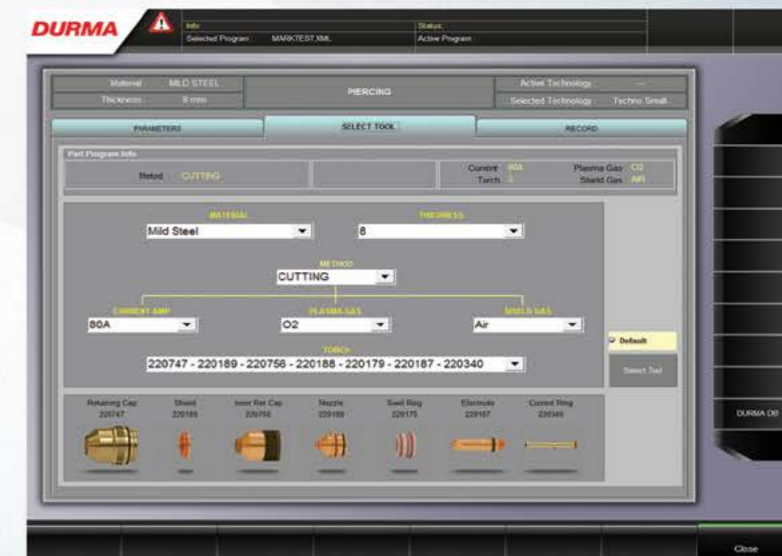 DURMA
Info:
Selected Program : MARKTEST.XML
Status:
Active Program :
Material : MILD STEEL
Thickness : 8 mm
PIERCING
Active Technology : ---
Selected Technology : Techno Small
PARAMETERS
SELECT TOOL
RECORD
Part Program Info
Metod : CUTTING
Current : 80A
Torch : 0
Plasma Gas : O2
Shield Gas : AIR
MATERIAL
THICKNESS
Mild Steel
8
METHOD
CUTTING
CURRENT AMP
PLASMA GAS
SHIELD GAS
80A
O2
Air
TORCH
220747 - 220189 - 220756 - 220188 - 220179 - 220187 - 220340
Default
Select Tool
Retaining Cap
220747
Shield
220189
Inner Ret Cap
220756
Nozzle
220188
Swirl Ring
Electrode
220187
Current Ring
220340
DURMA DB
Close